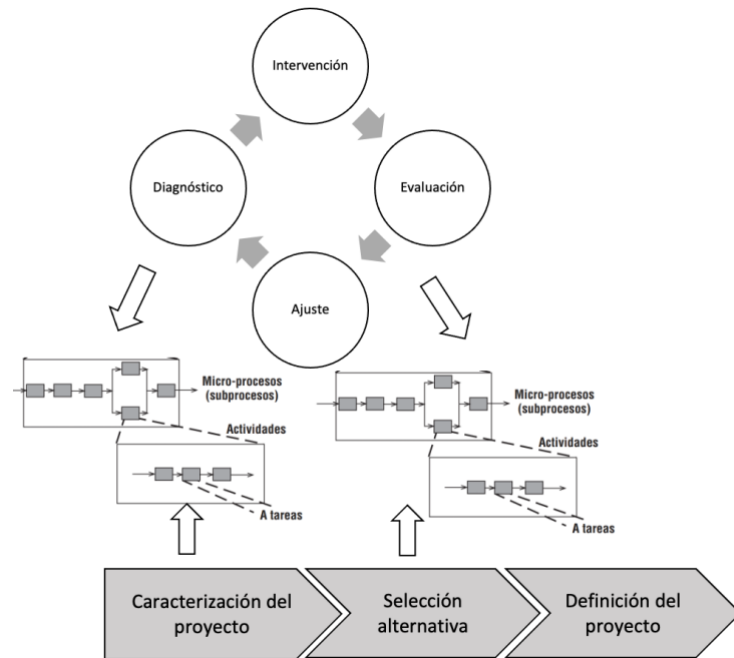 Intervención
Diagnóstico
Evaluación
Ajuste
Micro-procesos
(subprocesos)
Actividades
A tareas
Micro-procesos
(subprocesos)
Actividades
A tareas
Caracterización del
proyecto
Selección
alternativa
Definición del
proyecto